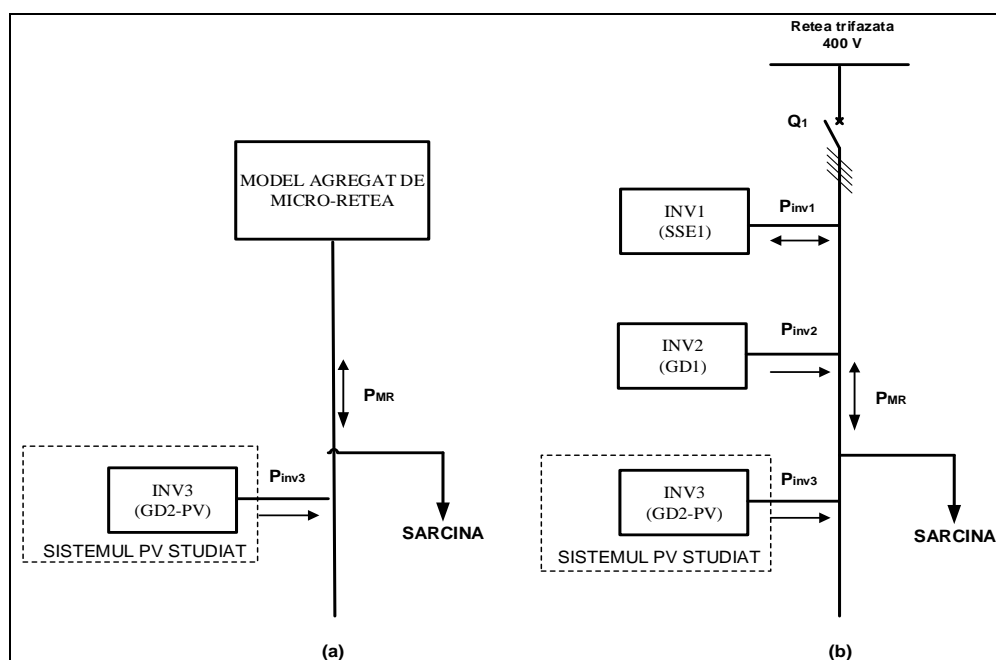 MODEL AGREGAT DE
MICRO-RETEA
PMR
Pinv3
INV3
(GD2-PV)
SISTEMUL PV STUDIAT
SARCINA
(a)
Retea trifazata
400 V
Q1
Pinv1
INV1
(SSE1)
Pinv2
INV2
(GD1)
PMR
Pinv3
INV3
(GD2-PV)
SISTEMUL PV STUDIAT
SARCINA
(b)